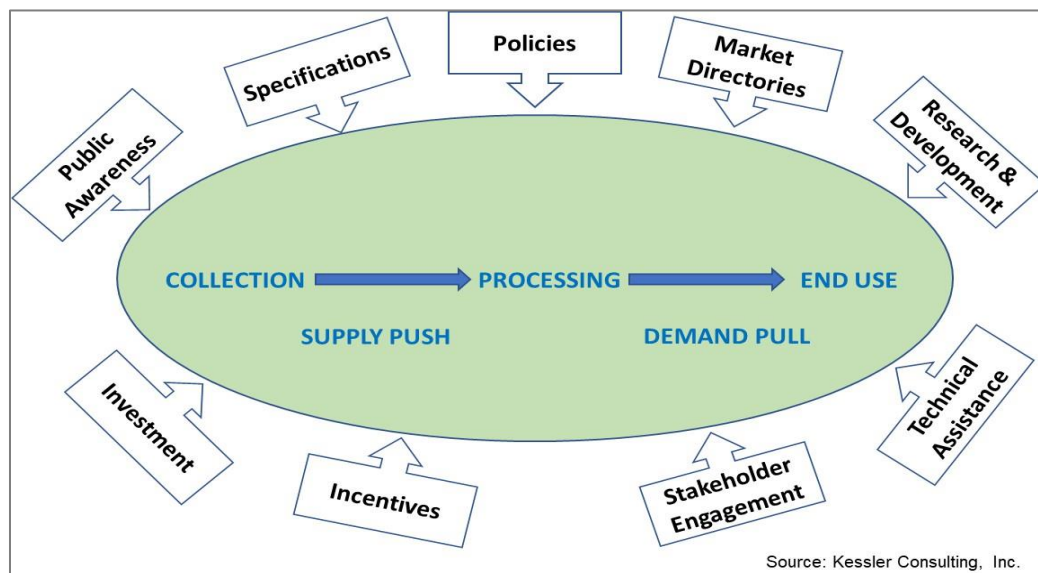 Policies
Specifications
Market
Directories
Public
Awareness
Research &
Development
COLLECTION
PROCESSING
END USE
SUPPLY PUSH
DEMAND PULL
Investment
Incentives
Stakeholder
Engagement
Technical
Assistance
Source: Kessler Consulting, Inc.